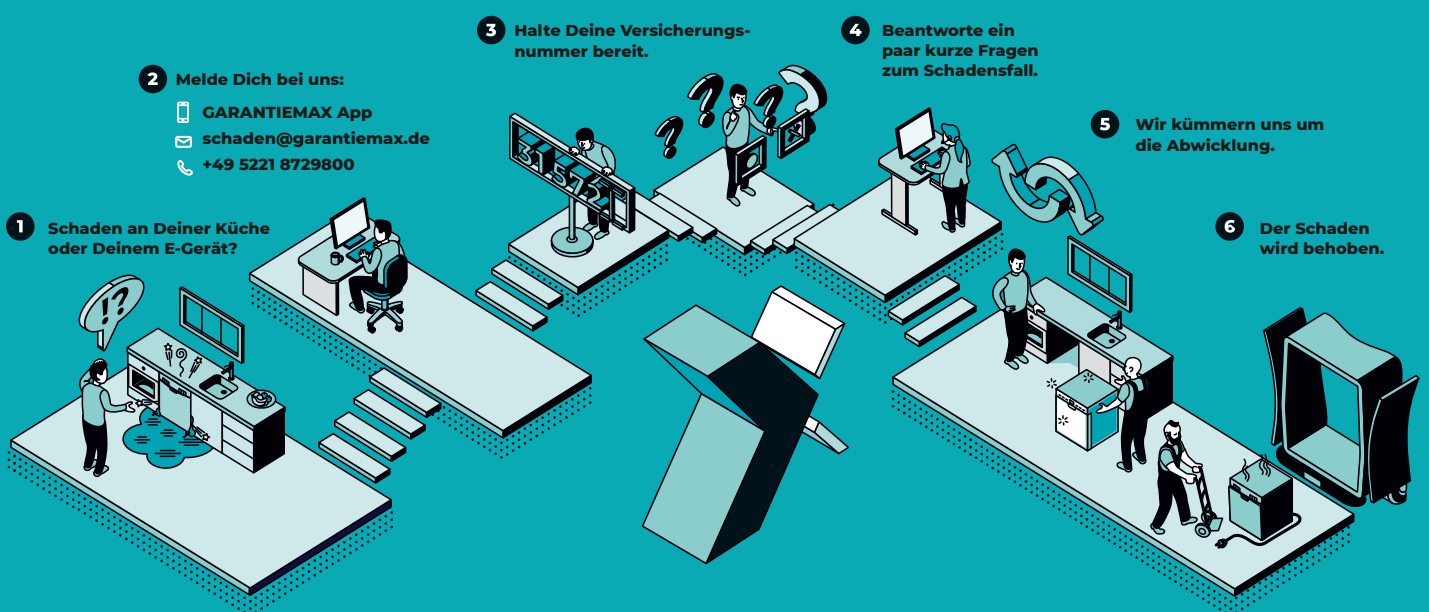 1 Schaden an Deiner Küche
oder Deinem E-Gerät?
2 Melde Dich bei uns:
GARANTIEMAX App
schaden@garantiemax.de
+49 5221 8729800
3 Halte Deine Versicherungs-
nummer bereit.
4 Beantworte ein
paar kurze Fragen
zum Schadensfall.
5 Wir kümmern uns um
die Abwicklung.
6 Der Schaden
wird behoben.
!?
? ? ? ?